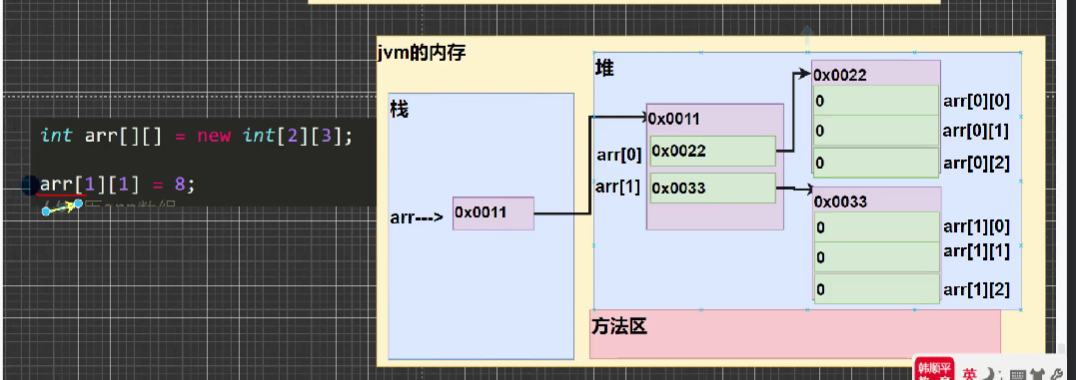 jvm的内存
int arr[][] = new int[2][3];
arr[1][1] = 8;
栈
arr---> 0x0011
堆
0x0011
arr[0] 0x0022
arr[1] 0x0033
0x0022
0 arr[0][0]
0 arr[0][1]
0 arr[0][2]
0x0033
0 arr[1][0]
0 arr[1][1]
0 arr[1][2]
方法区
韩顺平
英